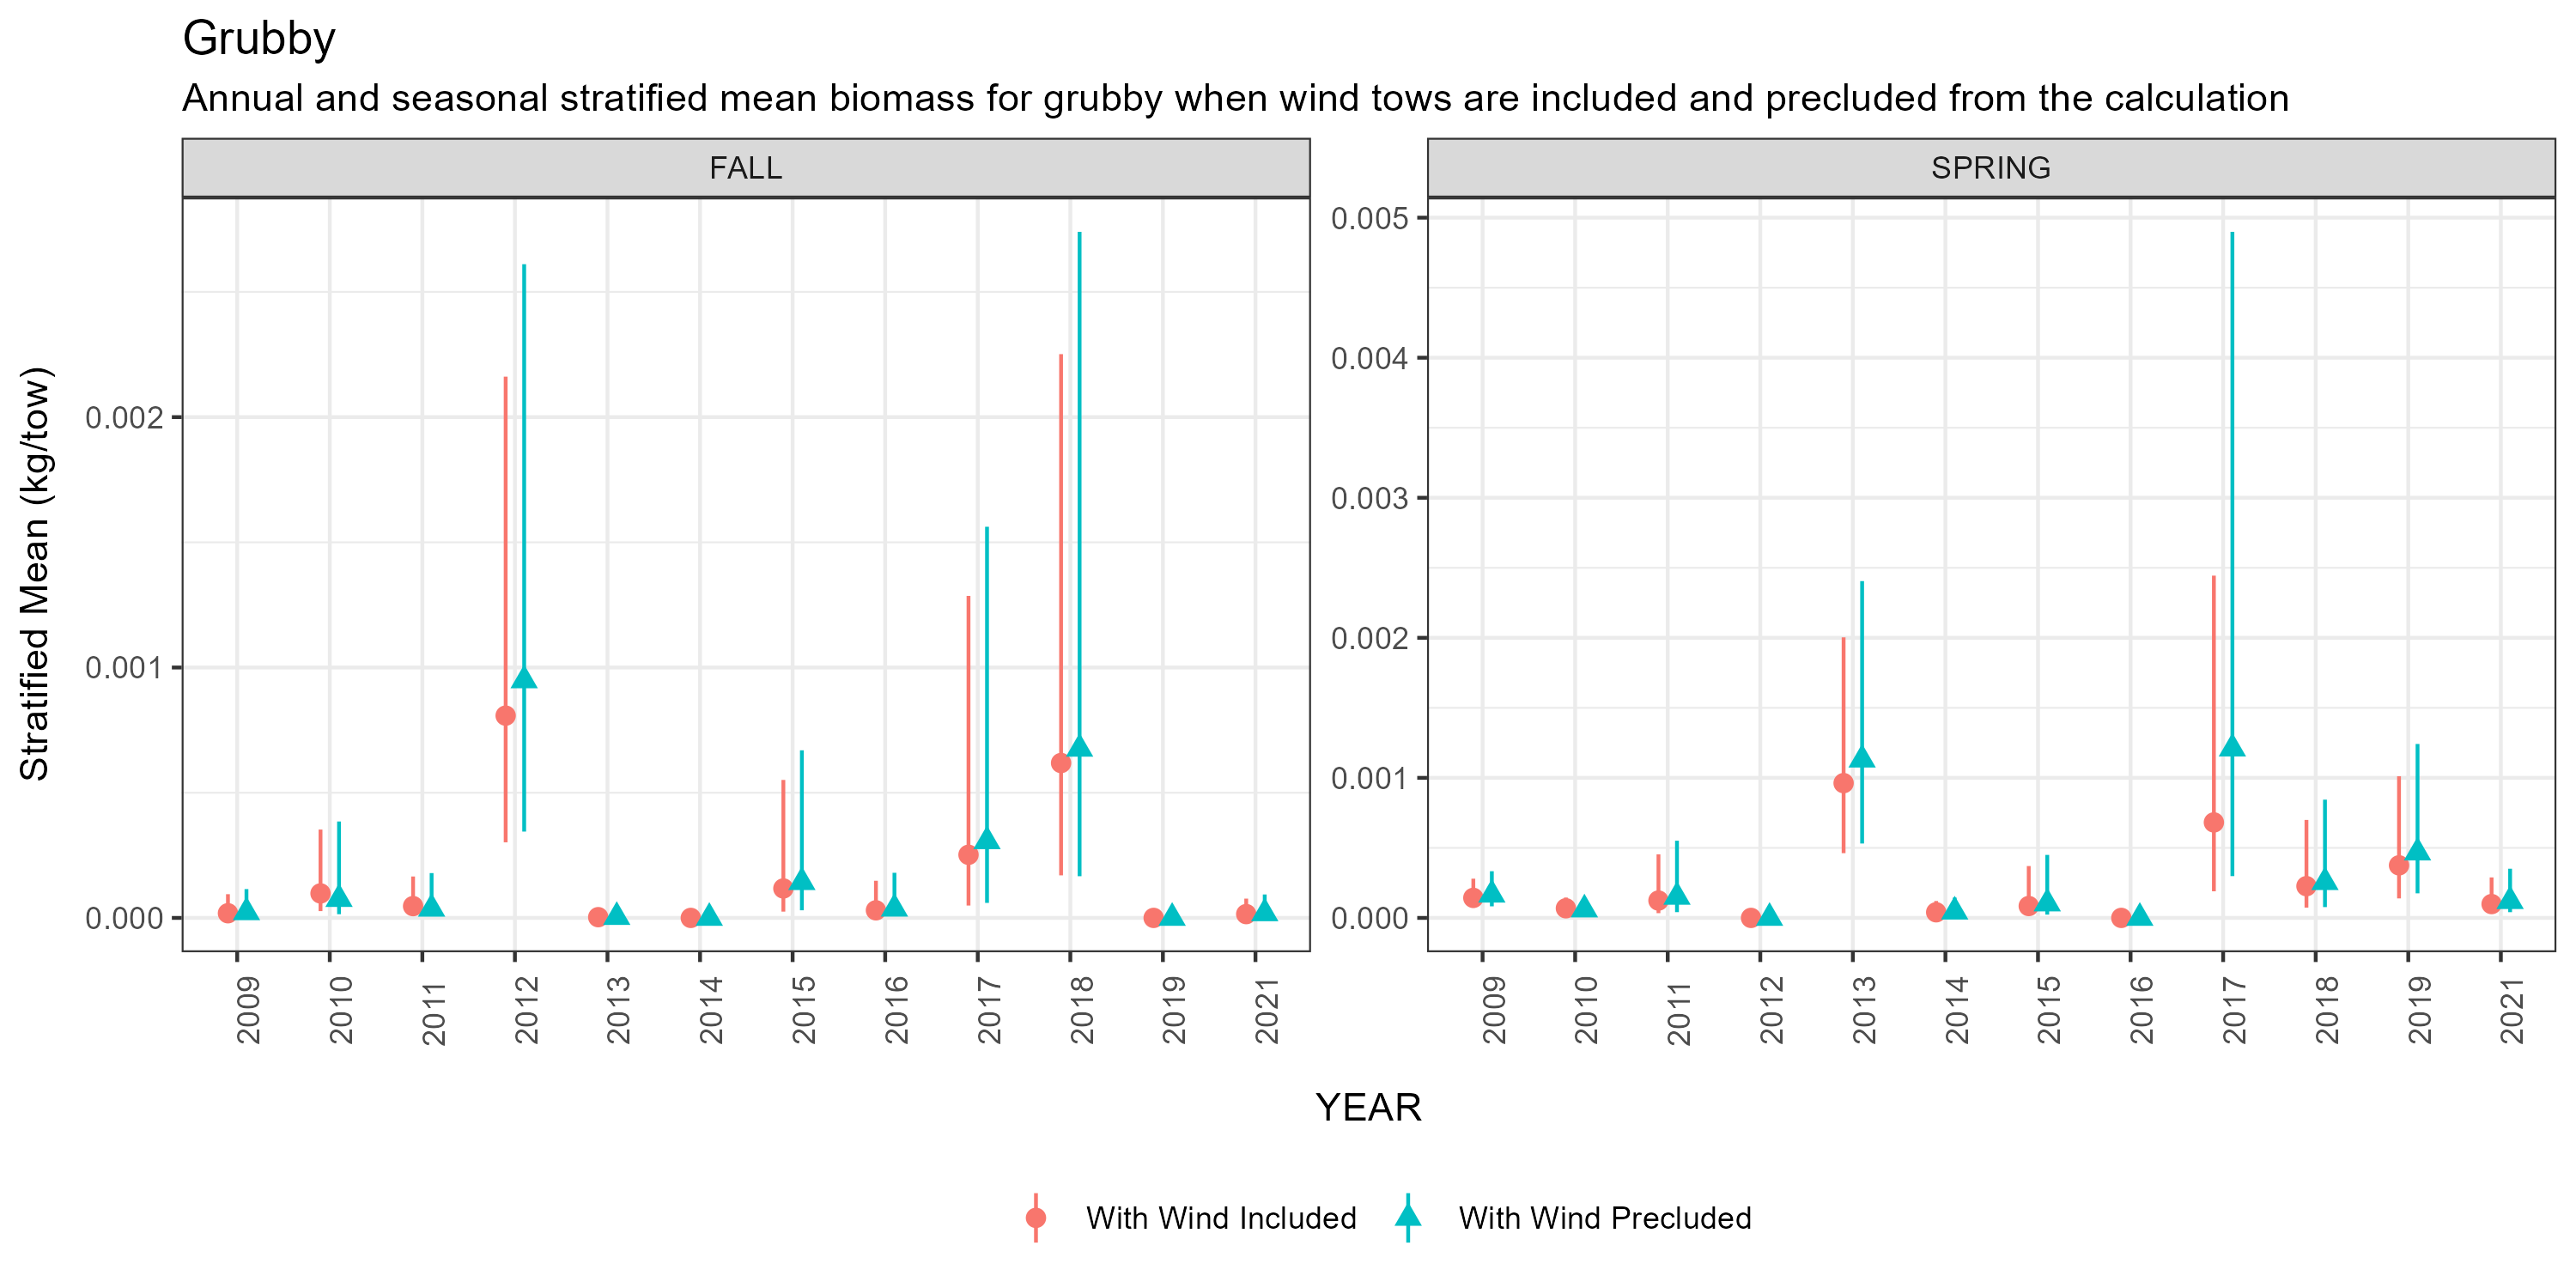 Grubby
Annual and seasonal stratified mean biomass for grubby when wind tows are included and precluded from the calculation
FALL
SPRING
Stratified Mean (kg/tow)
0.002
0.001
0.000
0.005
0.004
0.003
0.002
0.001
0.000
2009 2010 2011 2012 2013 2014 2015 2016 2017 2018 2019 2021
2009 2010 2011 2012 2013 2014 2015 2016 2017 2018 2019 2021
YEAR
With Wind Included
With Wind Precluded